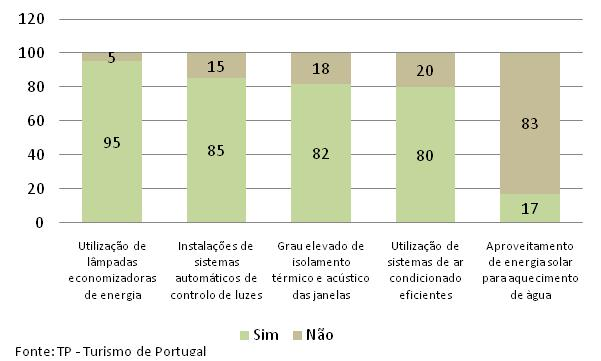 120
100
80
60
40
20
0
5
95
15
85
18
82
20
80
83
17
Utilização de
lâmpadas
economizadoras
de energia
Instalações de
sistemas
automáticos de
controlo de luzes
Grau elevado de
isolamento
térmico e acústico
das janelas
Utilização de
sistemas de ar
condicionado
eficientes
Aproveitamento
de energia solar
para aquecimento
de àgua
Sim
Não
Fonte: TP - Turismo de Portugal